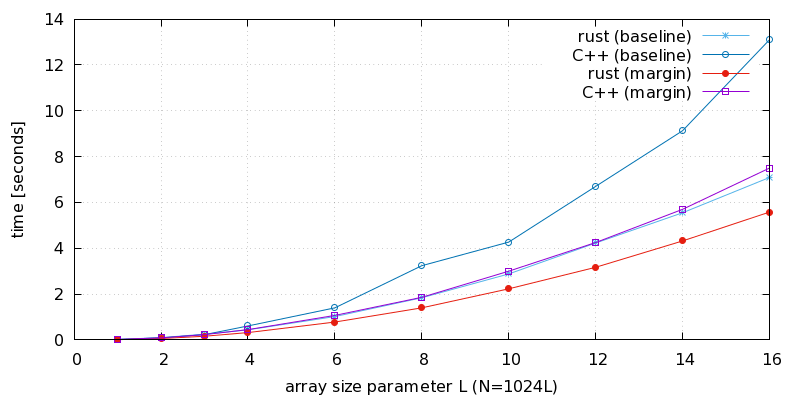 14
12
10
8
6
4
2
0
time [seconds]
rust (baseline)
C++ (baseline)
rust (margin)
C++ (margin)
0 2 4 6 8 10 12 14 16
array size parameter L (N=1024L)